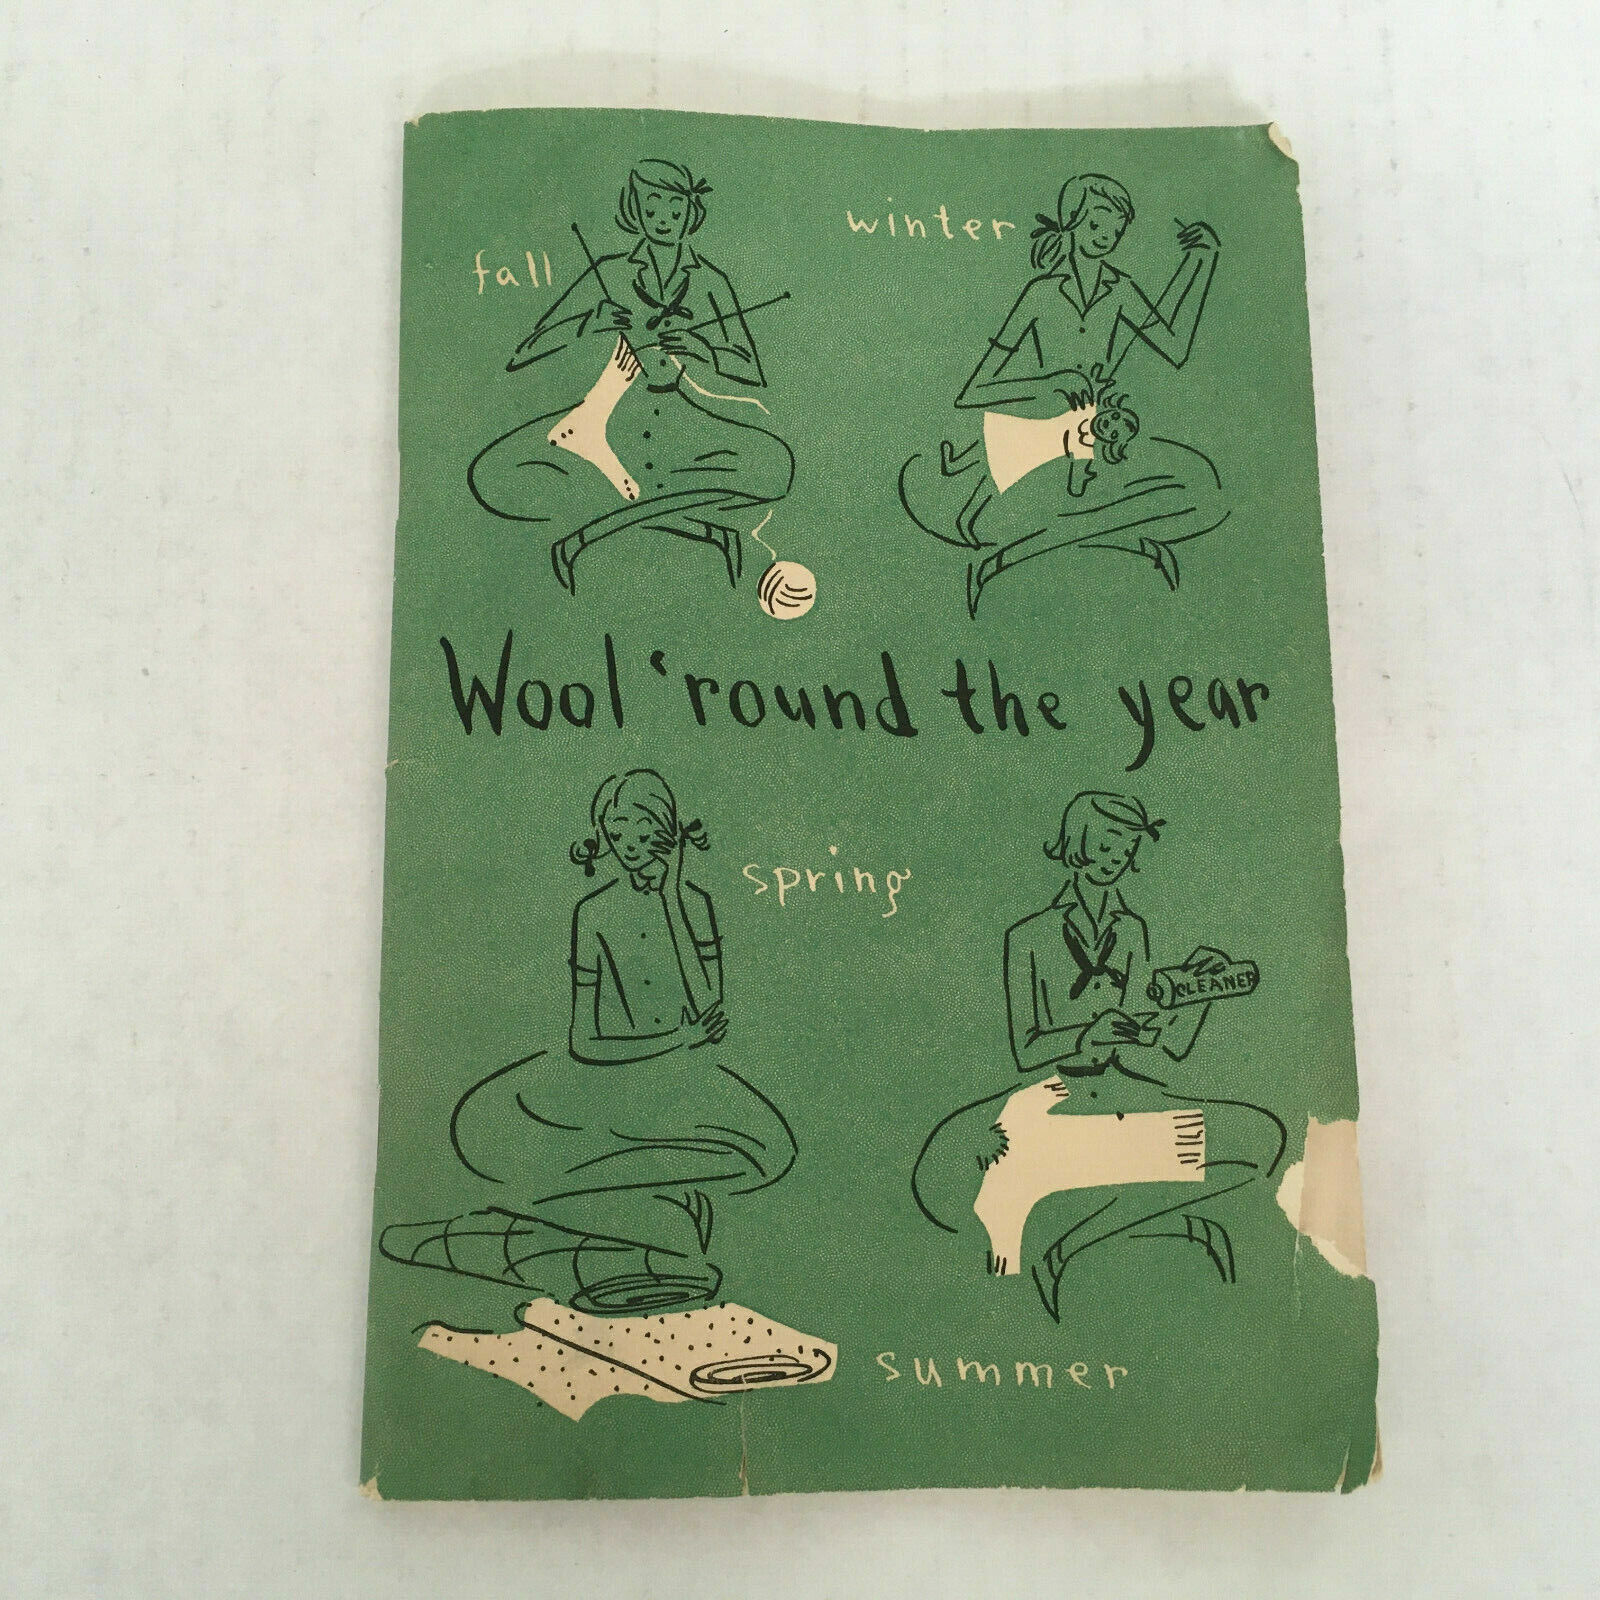 fall
winter
Wool 'round the year
spring
CLEANER
summer